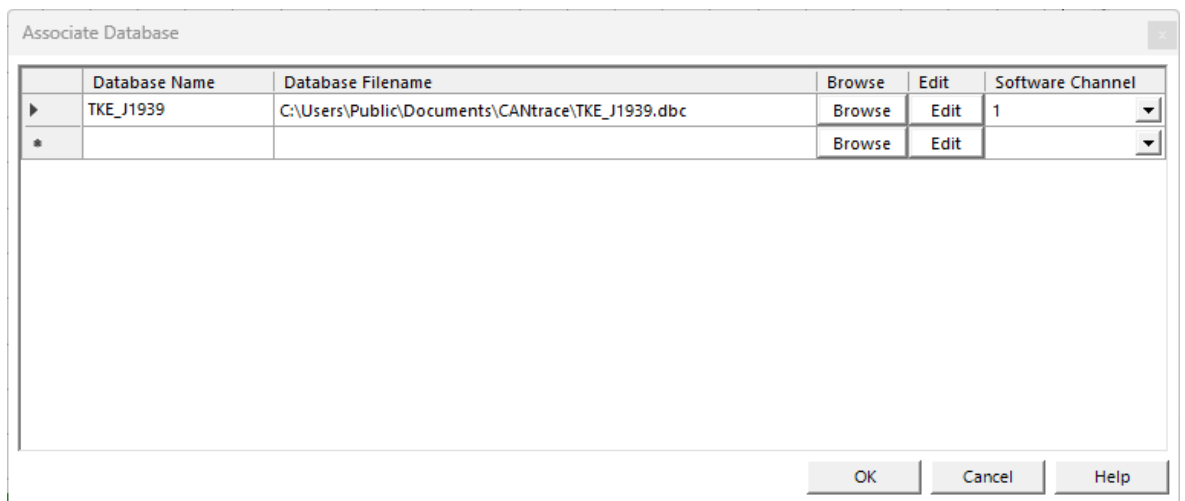 Associate Database
x
Database Name Database Filename Browse Edit Software Channel
TKE_J1939 C:\Users\Public\Documents\CANtrace\TKE_J1939.dbc Browse Edit 1
* Browse Edit
OK Cancel Help